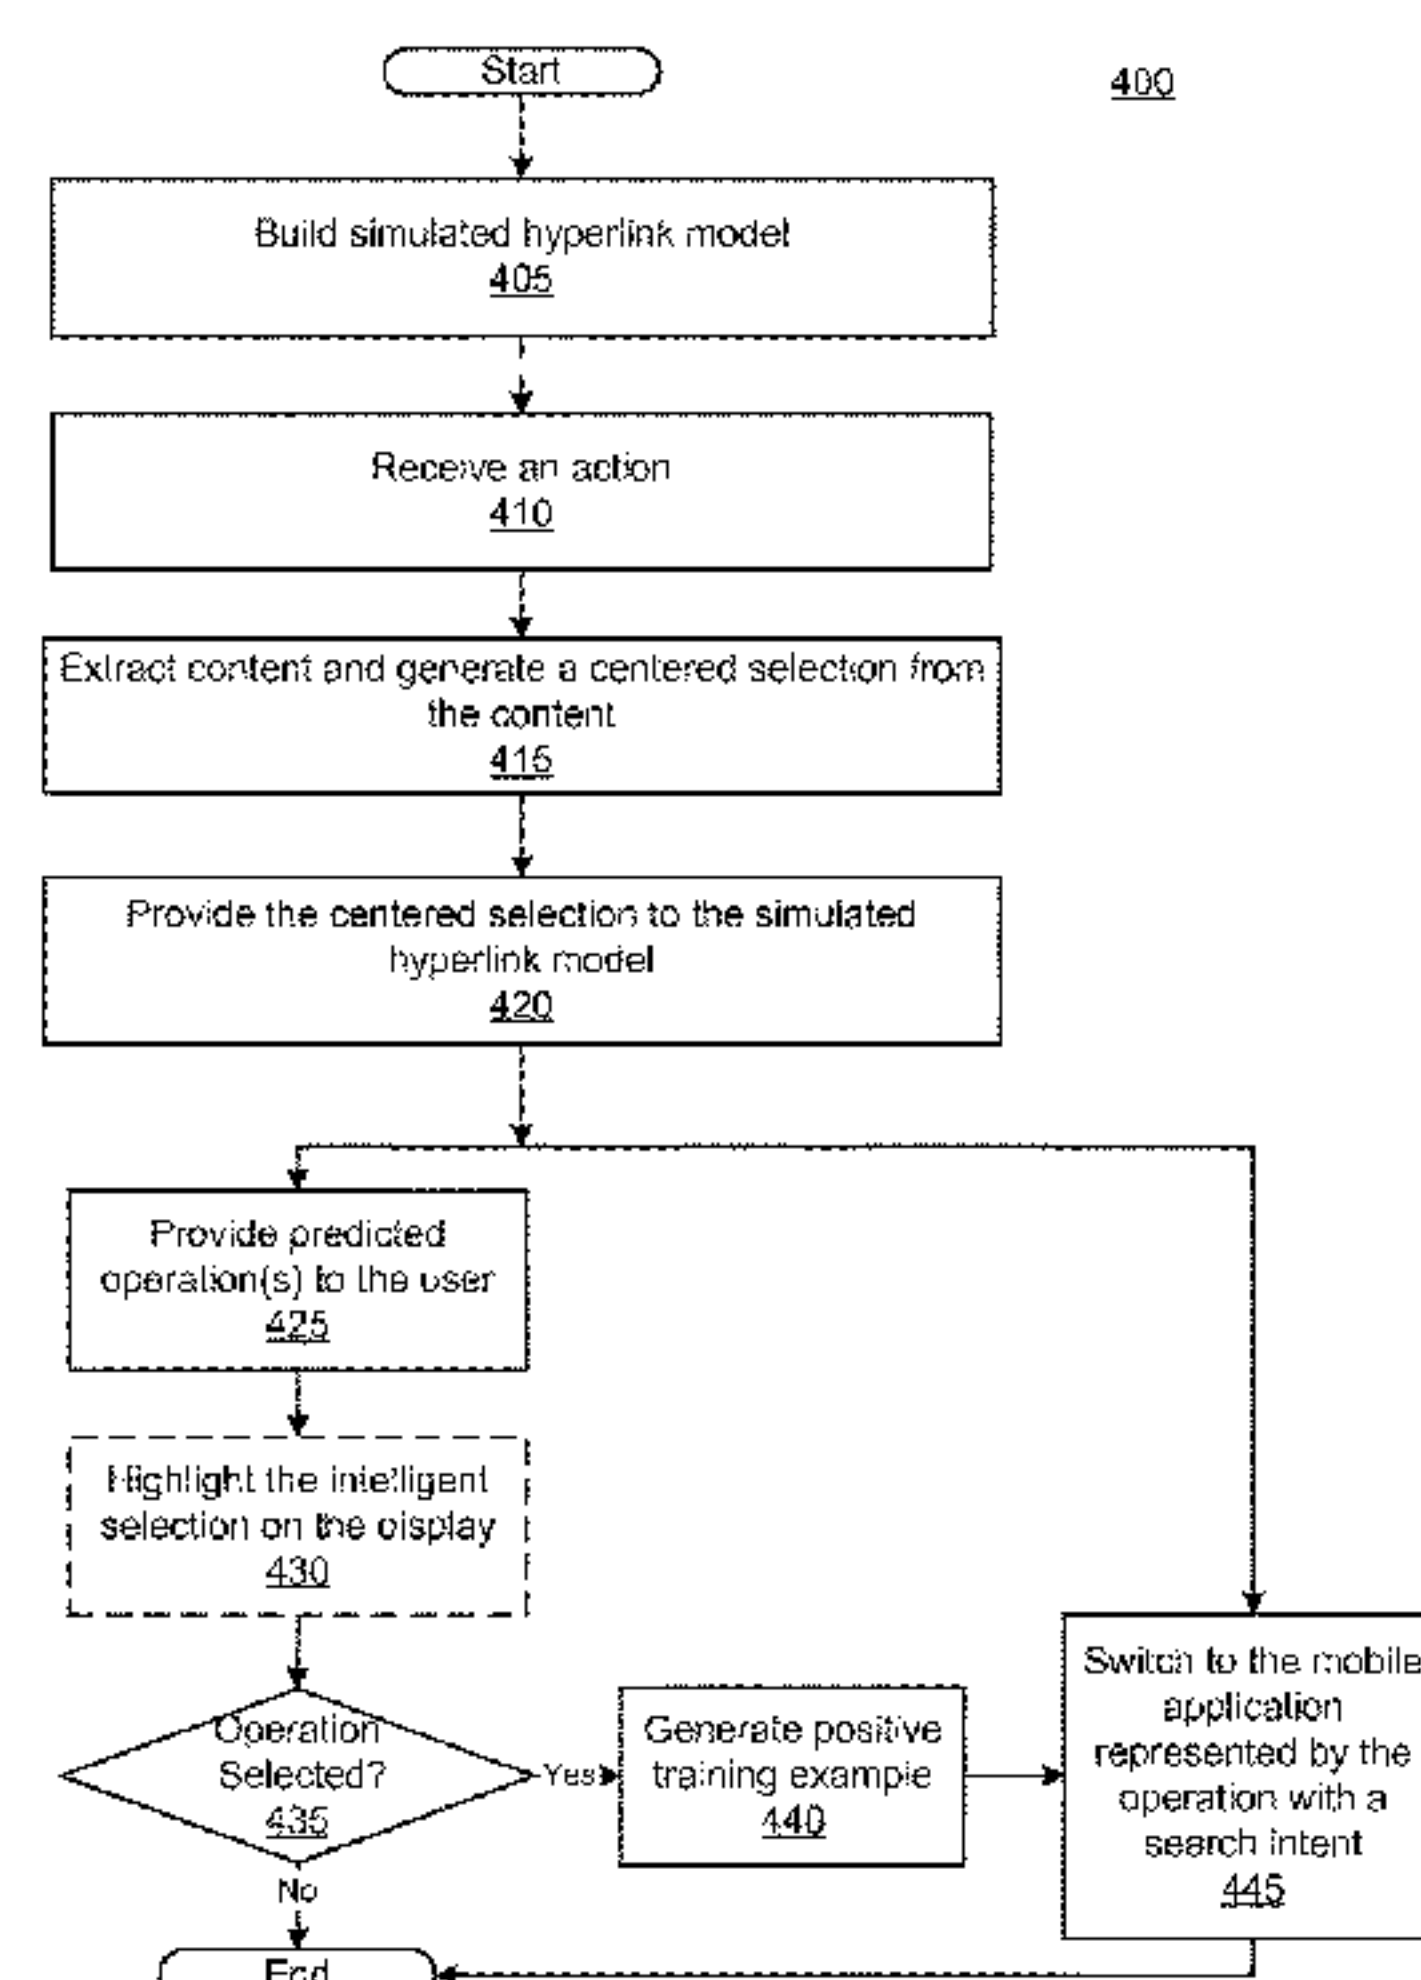 Start
400
Build simulated hyperlink model
405
Receive an action
410
Extract content and generate a centered selection from
the content
415
Provide the centered selection to the simulated
hyperlink model
420
Provide predicted
operation(s) to the user
425
Highlight the intelligent
selection on the display
430
Operation
Selected?
435
Yes
Generate positive
training example
440
Switch to the mobile
application
represented by the
operation with a
search intent
445
No
End